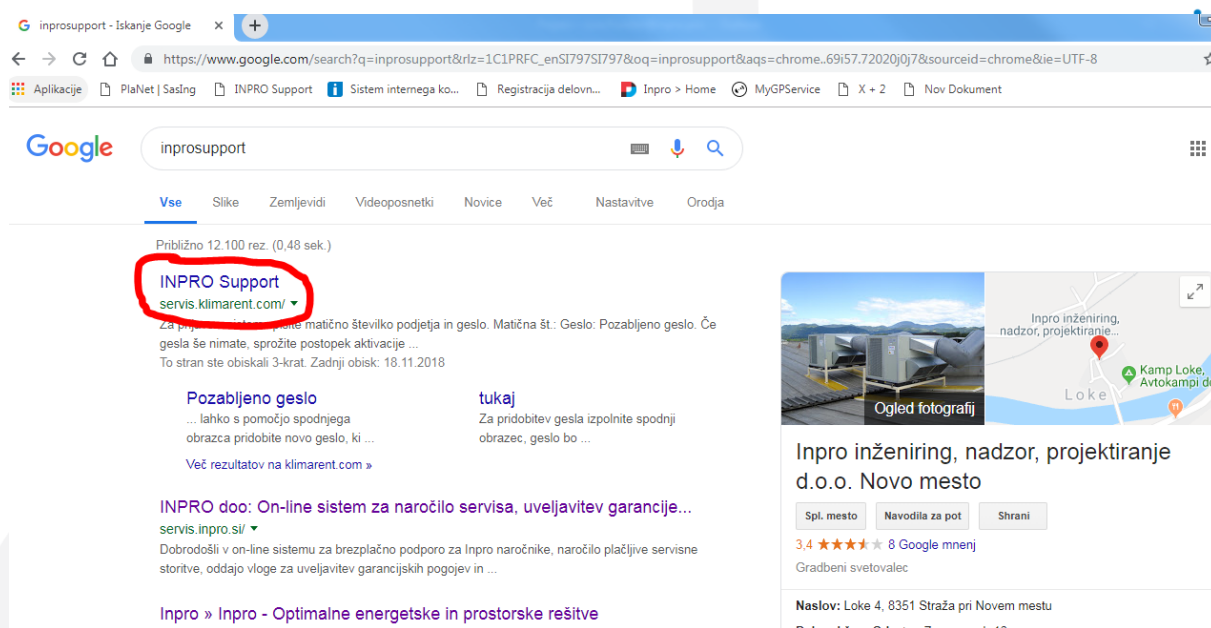 inprosupport - Iskanje Google
https://www.google.com/search?q=inprosupport&rlz=1C1PRFC_enSI797SI797&oq=inprosupport&aqs=chrome..69i57.72020j0j7&sourceid=chrome&ie=UTF-8
Aplikacije PlaNet | SasIng INPRO Support Sistem internega ko... Registracija delovn... Inpro > Home MyGPService X + 2 Nov Dokument
Google inprosupport
Vse Slike Zemljevidi Videoposnetki Novice Več Nastavitve Orodja
Približno 12.100 rez. (0,48 sek.)
INPRO Support
servis.klimarent.com/
matično številko podjetja in geslo. Matična št.: Geslo: Pozabljeno geslo. Če
gesla še nimate, sprožite postopek aktivacije ...
To stran ste obiskali 3-krat. Zadnji obisk: 18.11.2018
Pozabljeno geslo
... lahko s pomočjo spodnjega
obrazca pridobite novo geslo, ki ...
tukaj
Za pridobitev gesla izpolnite spodnji
obrazec, geslo bo ...
Več rezultatov na klimarent.com »
INPRO doo: On-line sistem za naročilo servisa, uveljavitev garancije...
servis.inpro.si/
Dobrodošli v on-line sistemu za brezplačno podporo za Inpro naročnike, naročilo plačljive servisne
storitve, oddajo vloge za uveljavitev garancijskih pogojev in ...
Inpro » Inpro - Optimalne energetske in prostorske rešitve
Ogled fotografij
Inpro inženiring,
nadzor, projektiranje...
Kamp Loke,
Avtokampi
Loke
Inpro inženiring, nadzor, projektiranje
d.o.o. Novo mesto
Spl. mesto Navodila za pot Shrani
3,4 8 Google mnenj
Gradbeni svetovalec
Naslov: Loke 4, 8351 Straža pri Novem mestu